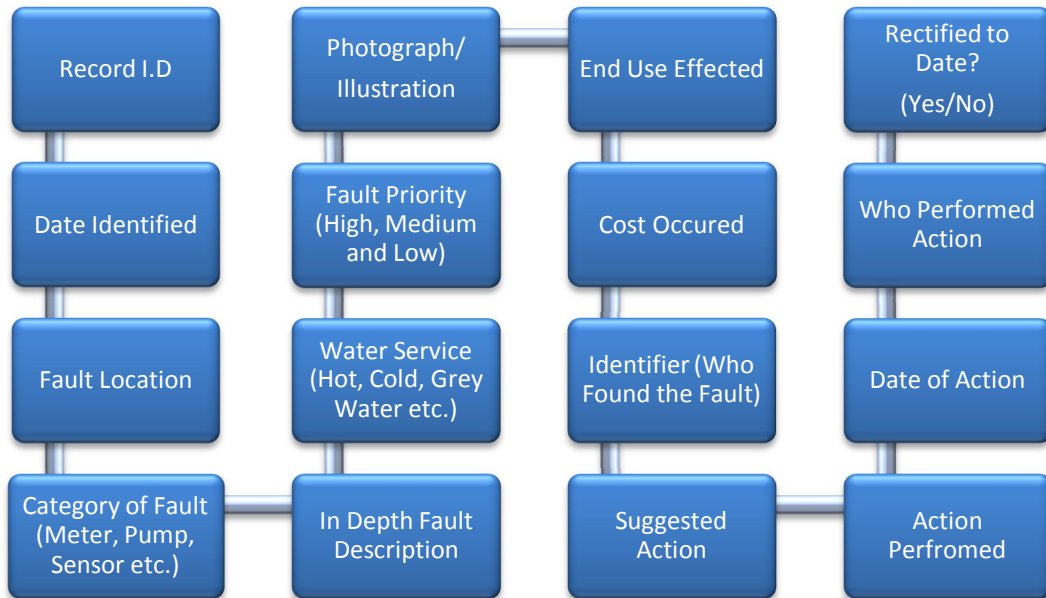 Record I.D
Date Identified
Fault Location
Category of Fault
(Meter, Pump,
Sensor etc.)
In Depth Fault
Description
Water Service
(Hot, Cold, Grey
Water etc.)
Fault Priority
(High, Medium
and Low)
Photograph/
Illustration
End Use Effected
Cost Occured
Identifier (Who
Found the Fault)
Suggested
Action
Action
Perfromed
Date of Action
Who Performed
Action
Rectified to
Date?
(Yes/No)